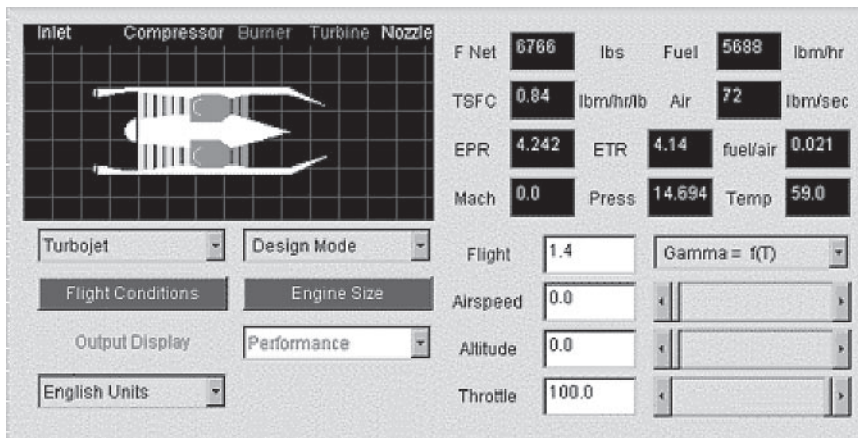 Inlet Compressor Burner Turbine Nozzle
F Net 6766 lbs Fuel 5688 lbm/hr
TSFC 0.84 lbm/hr/lb Air 72 lbm/sec
EPR 4.242 ETR 4.14 fuel/air 0.021
Mach 0.0 Press 14.694 Temp 59.0
Turbojet Design Mode
Flight Conditions Engine Size
Output Display Performance
English Units
Flight 1.4 Gamma = f(T)
Airspeed 0.0
Altitude 0.0
Throttle 100.0